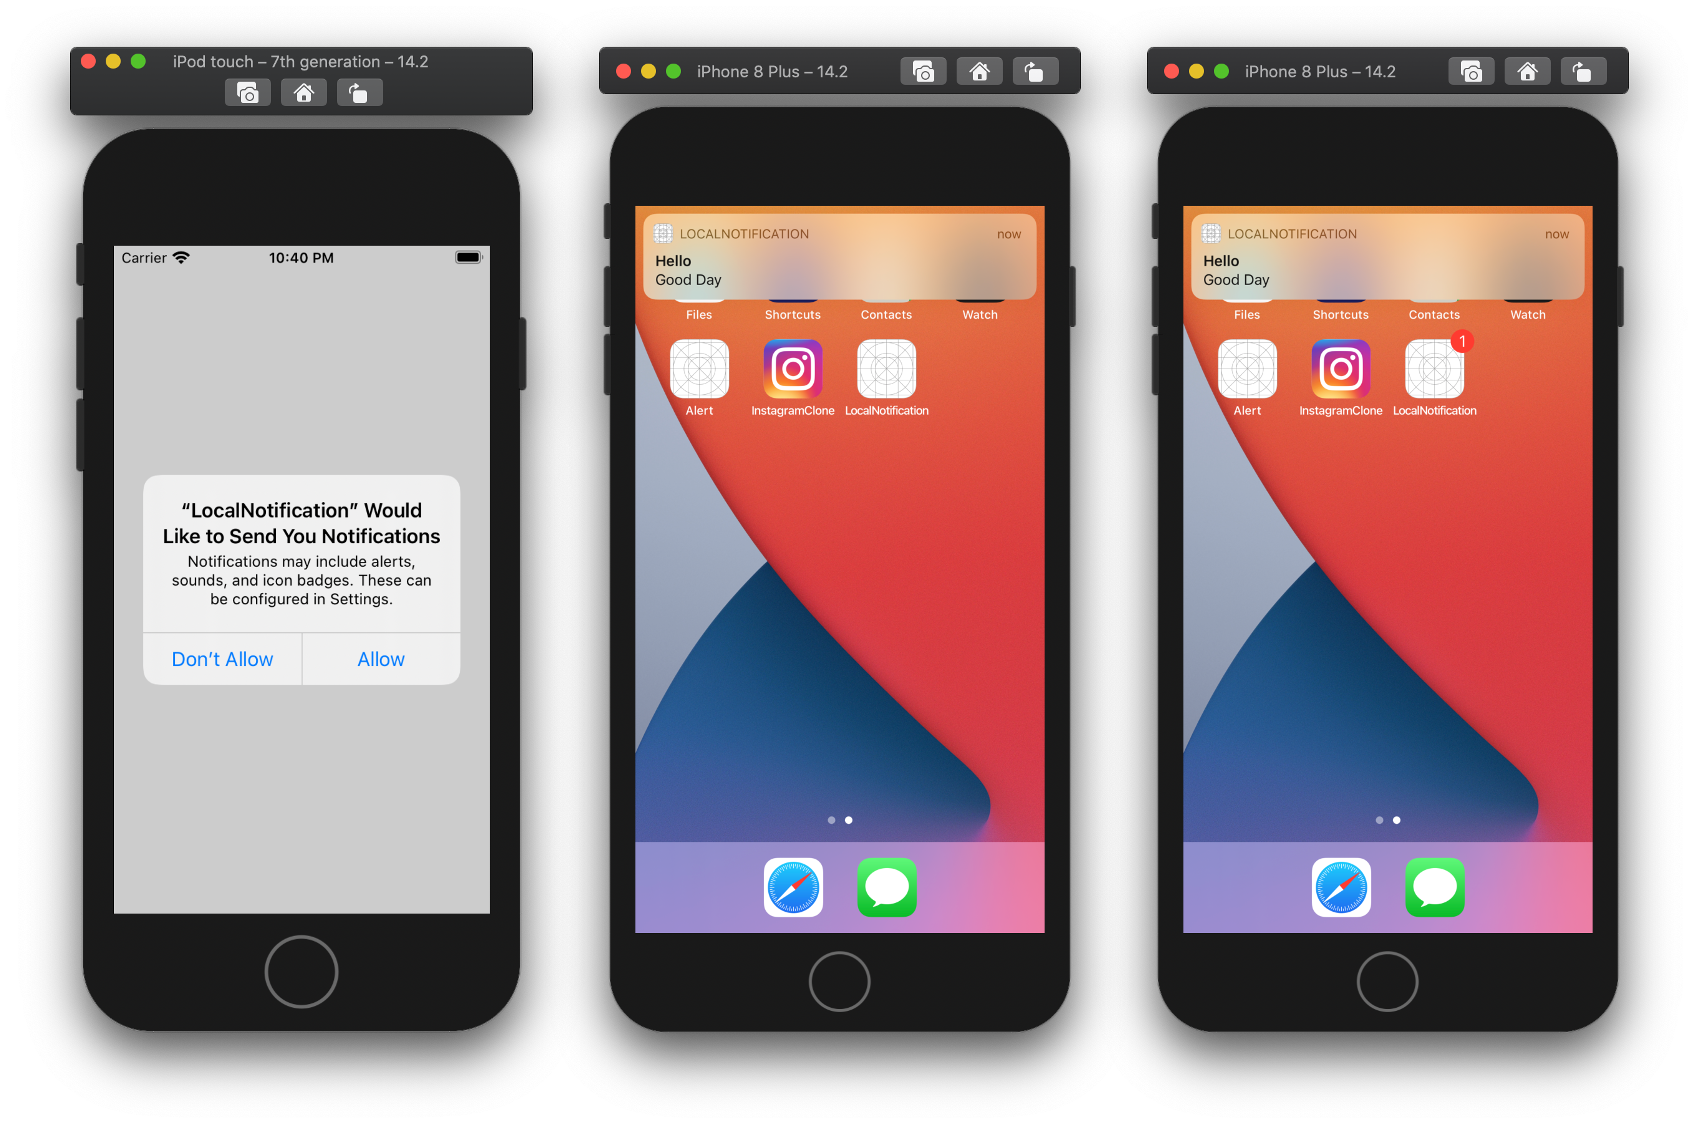 iPod touch – 7th generation – 14.2
Carrier
10:40 PM
“LocalNotification” Would
Like to Send You Notifications
Notifications may include alerts,
sounds, and icon badges. These can
be configured in Settings.
Don’t Allow
Allow
iPhone 8 Plus – 14.2
LOCALNOTIFICATION
now
Hello
Good Day
Files
Shortcuts
Contacts
Watch
Alert
InstagramClone
LocalNotification
iPhone 8 Plus – 14.2
LOCALNOTIFICATION
now
Hello
Good Day
Files
Shortcuts
Contacts
Watch
1
Alert
InstagramClone
LocalNotification